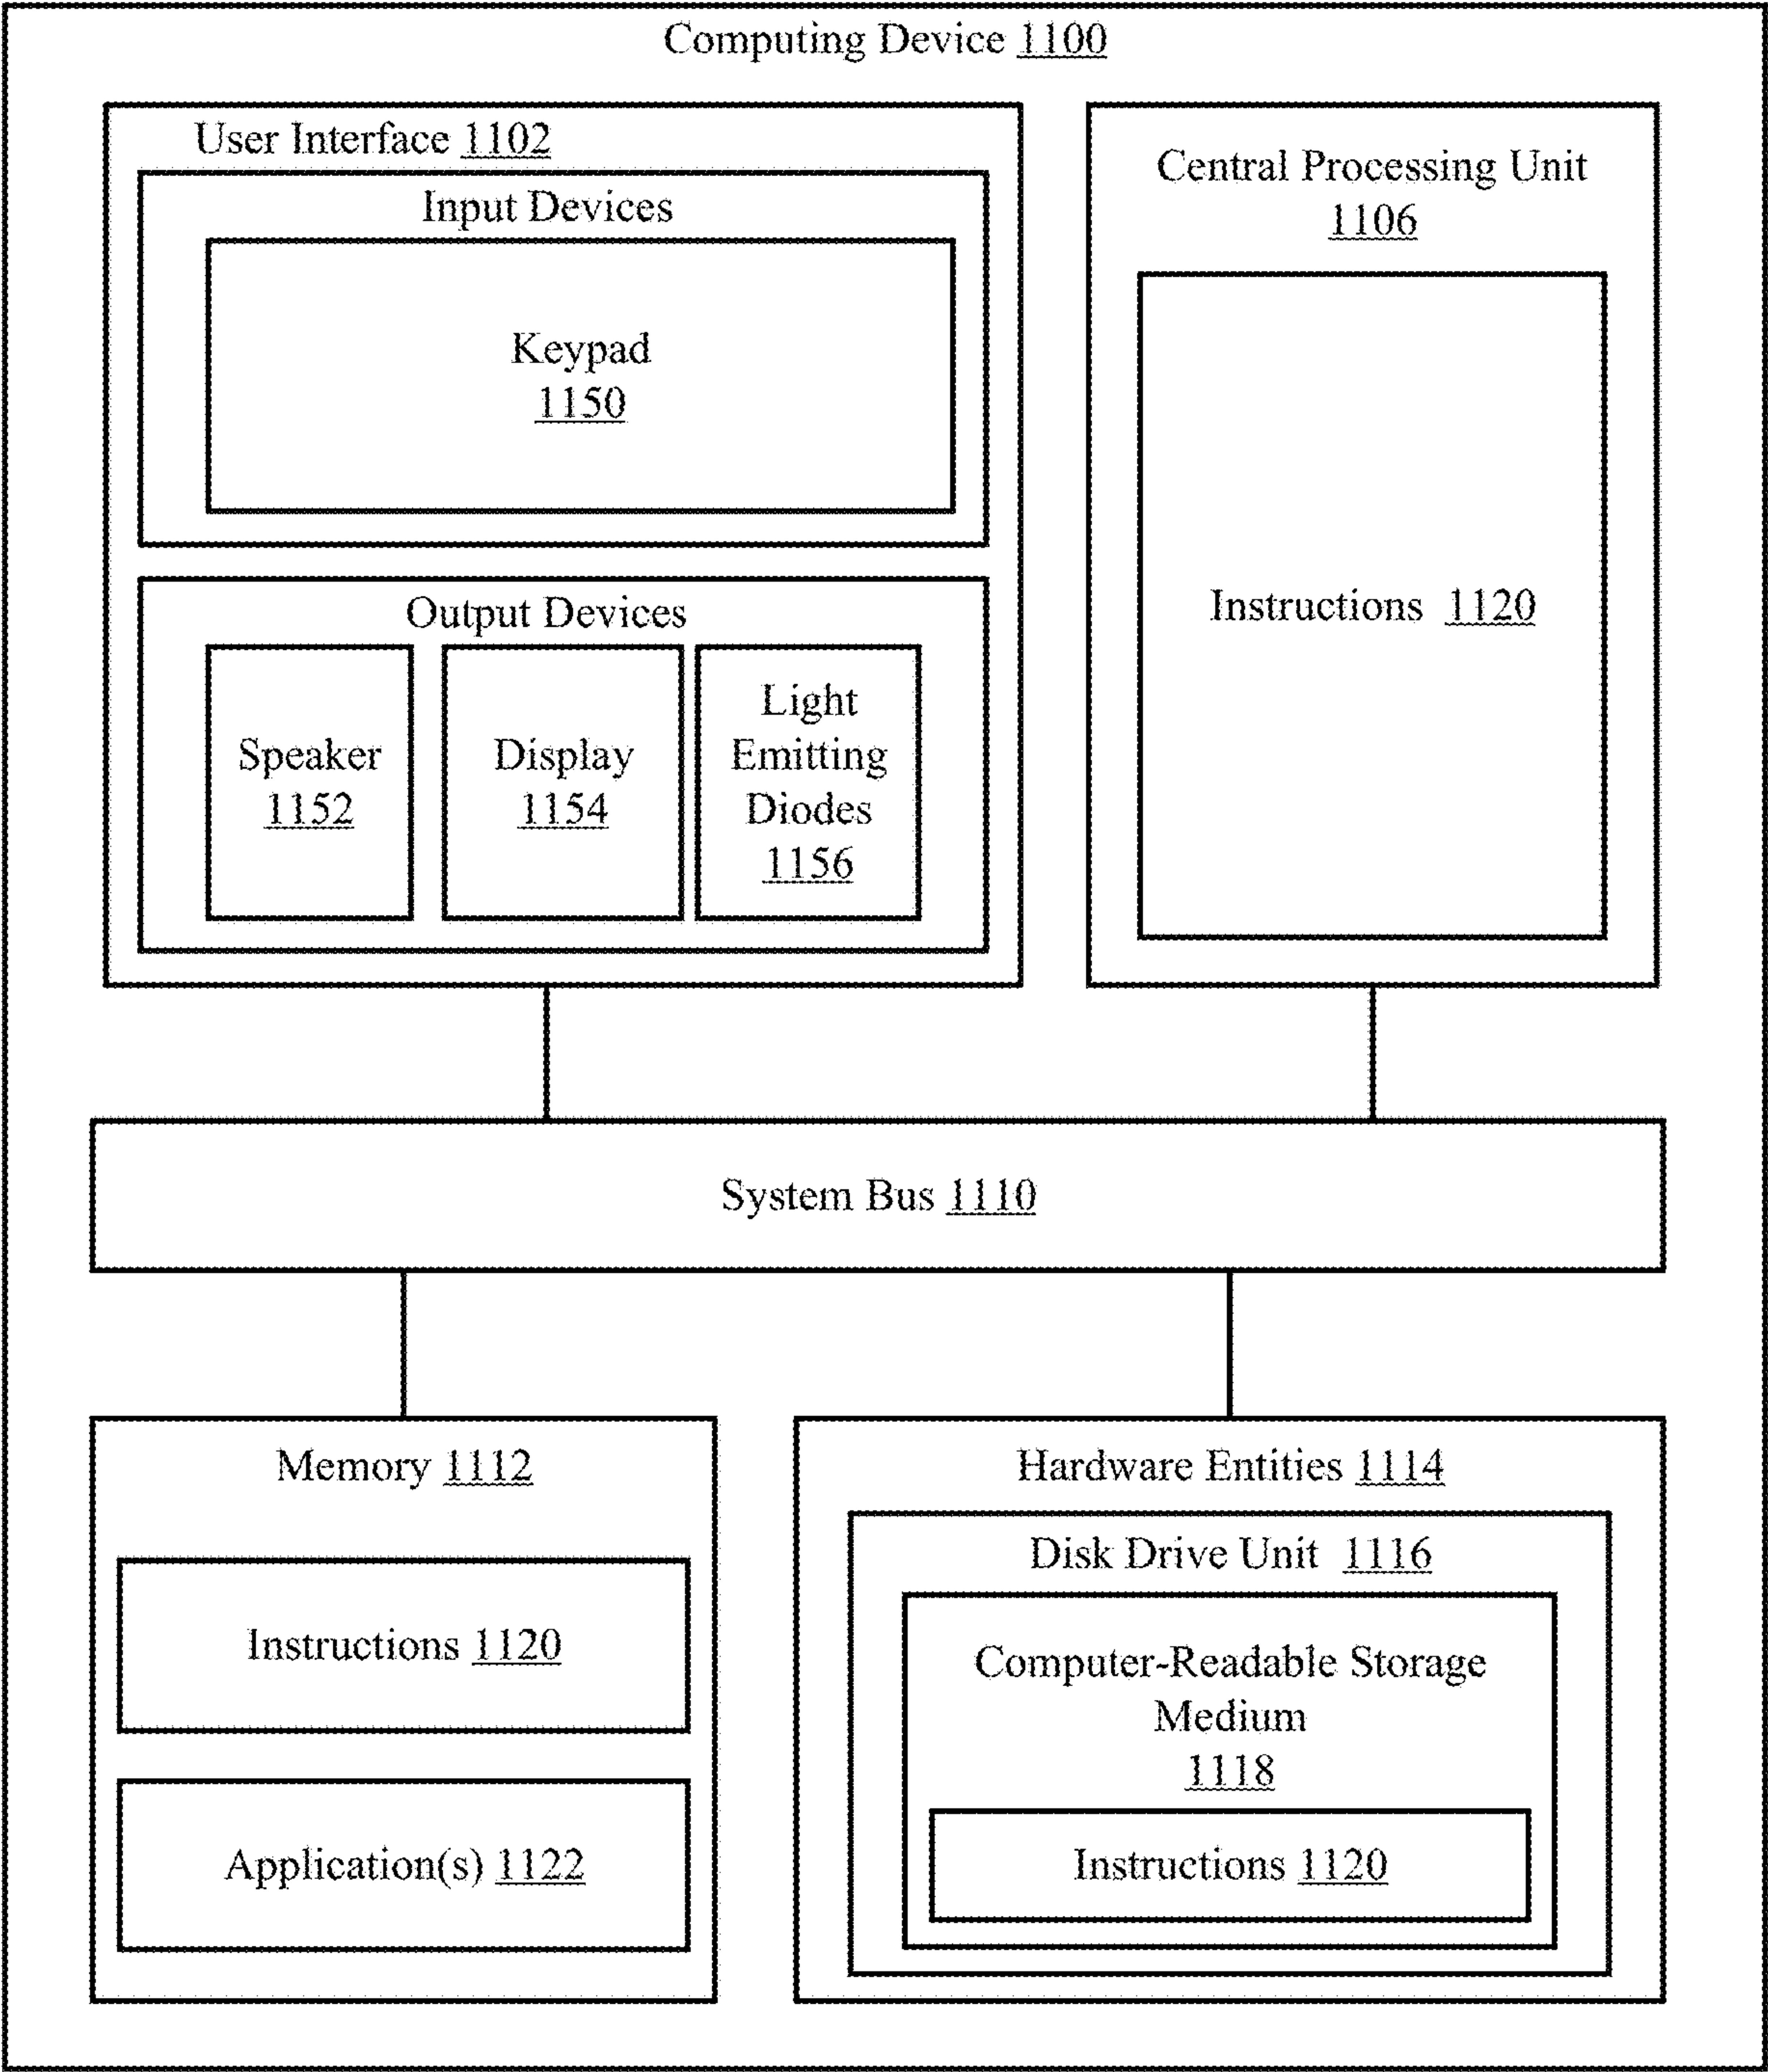 Computing Device 1100
User Interface 1102
Input Devices
Keypad
1150
Output Devices
Speaker
1152
Display
1154
Light
Emitting
Diodes
1156
Central Processing Unit
1106
Instructions 1120
System Bus 1110
Memory 1112
Instructions 1120
Application(s) 1122
Hardware Entities 1114
Disk Drive Unit 1116
Computer-Readable Storage
Medium
1118
Instructions 1120